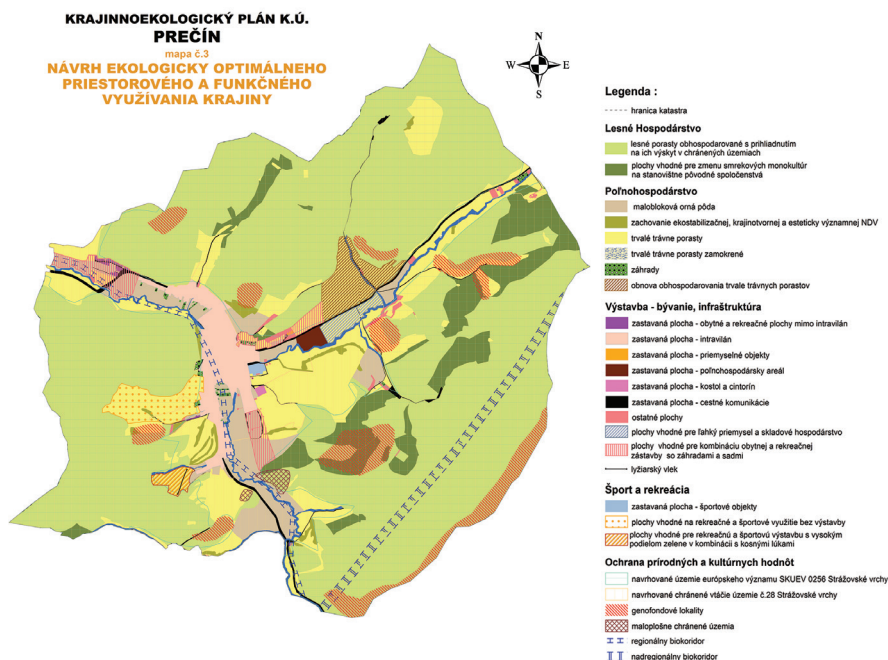 KRAJINNOEKOLOGICKÝ PLÁN K.Ú.
PREČÍN
mapa č.3
NÁVRH EKOLOGICKY OPTIMÁLNEHO
PRIESTOROVÉHO A FUNKČNÉHO
VYUŽÍVANIA KRAJINY
N
W E
S
Legenda :
hranica katastra
Lesné Hospodárstvo
lesné porasty obhospodarované s prihliadnutím
na ich výskyt v chránených územiach
plochy vhodné pre zmenu smrekových monokultúr
na stanovištne pôvodné spoločenstvá
Poľnohospodárstvo
malobloková orná pôda
zachovanie ekostabilizačnej, krajinotvornej a esteticky významnej NDV
trvalé trávne porasty
trvalé trávne porasty zamokrené
záhrady
obnova obhospodarovania trvale trávnych porastov
Výstavba - bývanie, infraštruktúra
zastavaná plocha - obytné a rekreačné plochy mimo intravilán
zastavaná plocha - intravilán
zastavaná plocha - priemyselné objekty
zastavaná plocha - poľnohospodársky areál
zastavaná plocha - kostol a cintorín
zastavaná plocha - cestné komunikácie
ostatné plochy
plochy vhodné pre ľahký priemysel a skladové hospodárstvo
plochy vhodné pre kombináciu obytnej a rekreačnej
zástavby so záhradami a sadmi
lyžiarský vlek
Šport a rekreácia
zastavaná plocha - športové objekty
plochy vhodné na rekreačné a športové využitie bez výstavby
plochy vhodné pre rekreačnú a športovú výstavbu s vysokým
podielom zelene v kombinácii s kosnými lúkami
Ochrana prírodných a kultúrnych hodnôt
navrhované územie európskeho významu SKUEV 0256 Strážovské vrchy
navrhované chránené vtáčie územie č.28 Strážovské vrchy
genofondové lokality
maloplošne chránené územia
regionálny biokoridor
nadregionálny biokoridor